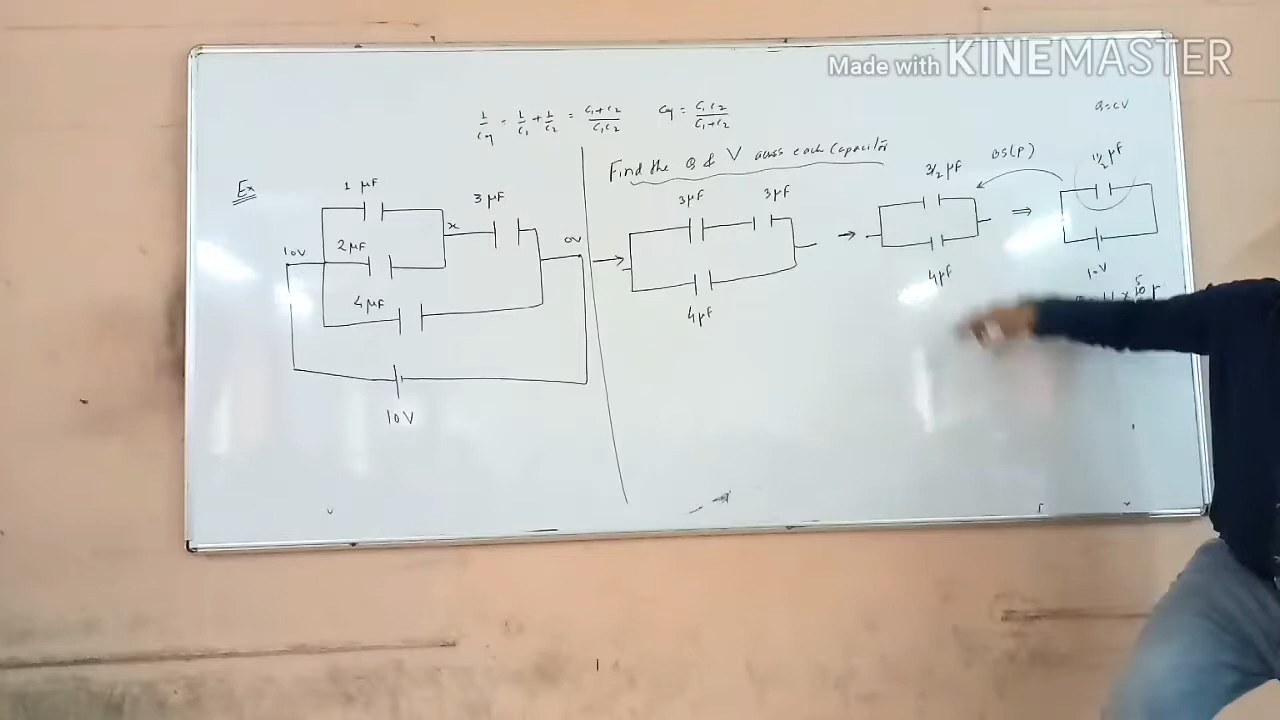 Made with KINEMASTER
1/Ceq = 1/C1 + 1/C2 = C1+C2/C1C2
Ceq = C1C2/C1+C2
Q=CV
Find the Q & V across each Capacitor
Ex
1 μF
3 μF
x
10V
2μF
0V
4μF
10V
3μF
3μF
4μF
3/2 μF
4μF
BS(P)
11/2 μF
10V